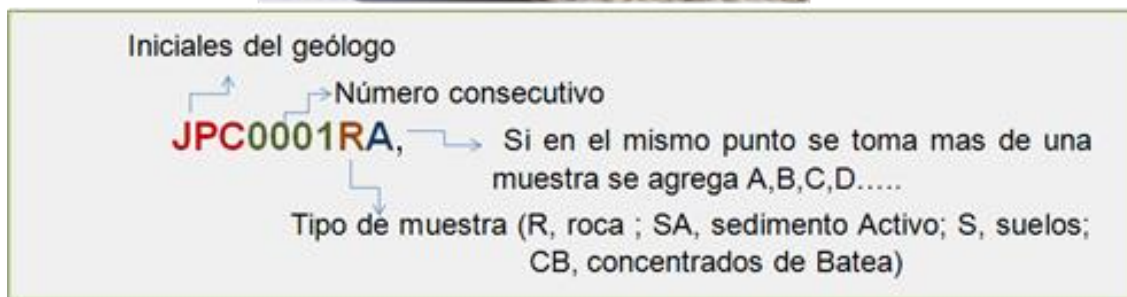 Iniciales del geólogo
Número consecutivo
JPC0001RA,
Si en el mismo punto se toma mas de una
muestra se agrega A,B,C,D…..
Tipo de muestra (R, roca ; SA, sedimento Activo; S, suelos;
CB, concentrados de Batea)